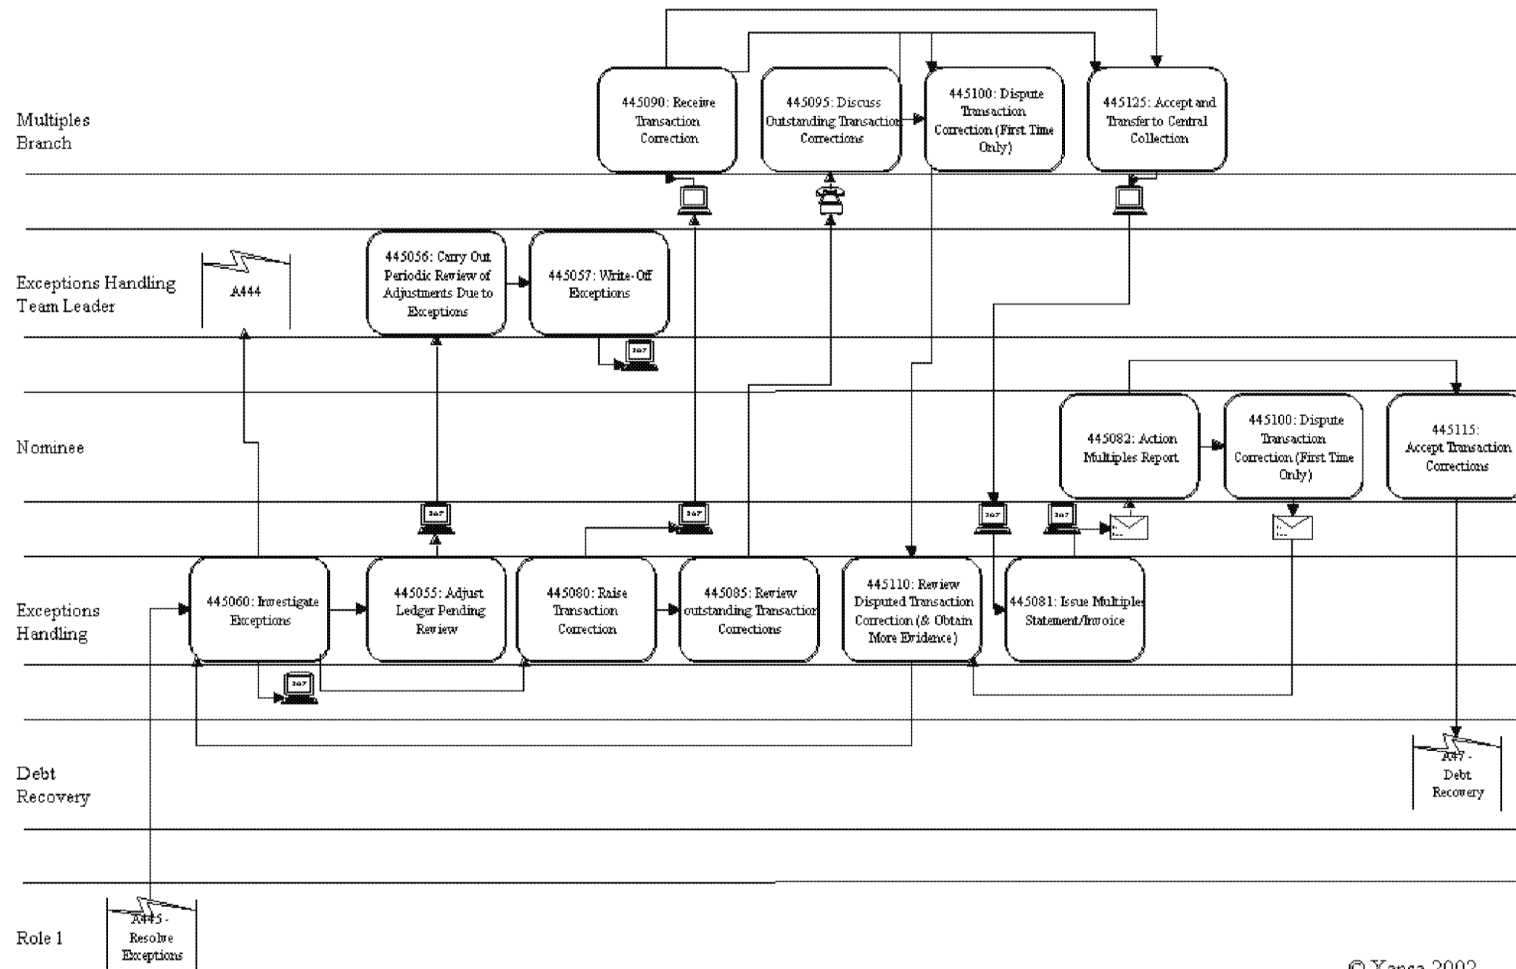 445090: Receive
Transaction
Correction
445095: Discuss
Outstanding Transaction
Corrections
445100: Dispute
Transaction
Correction (First Time
Only)
445125: Accept and
Transfer to Central
Collection
Multiples
Branch
Exceptions Handling
Team Leader
A444
445056: Carry Out
Periodic Review of
Adjustments Due to
Exceptions
445057: Write-Off
Exceptions
Nominee
445082: Action
Multiples Report
445100: Dispute
Transaction
Correction (First Time
Only)
445115:
Accept Transaction
Corrections
Exceptions
Handling
445060: Investigate
Exceptions
445055: Adjust
Ledger Pending
Review
445080: Raise
Transaction
Correction
445085: Review
outstanding Transaction
Corrections
445110: Review
Disputed Transaction
Correction (& Obtain
More Evidence)
445081: Issue Multiples
Statement/Invoice
Debt
Recovery
A47 -
Debt
Recovery
Role 1
A445 -
Resolve
Exceptions
© Xansa 2002